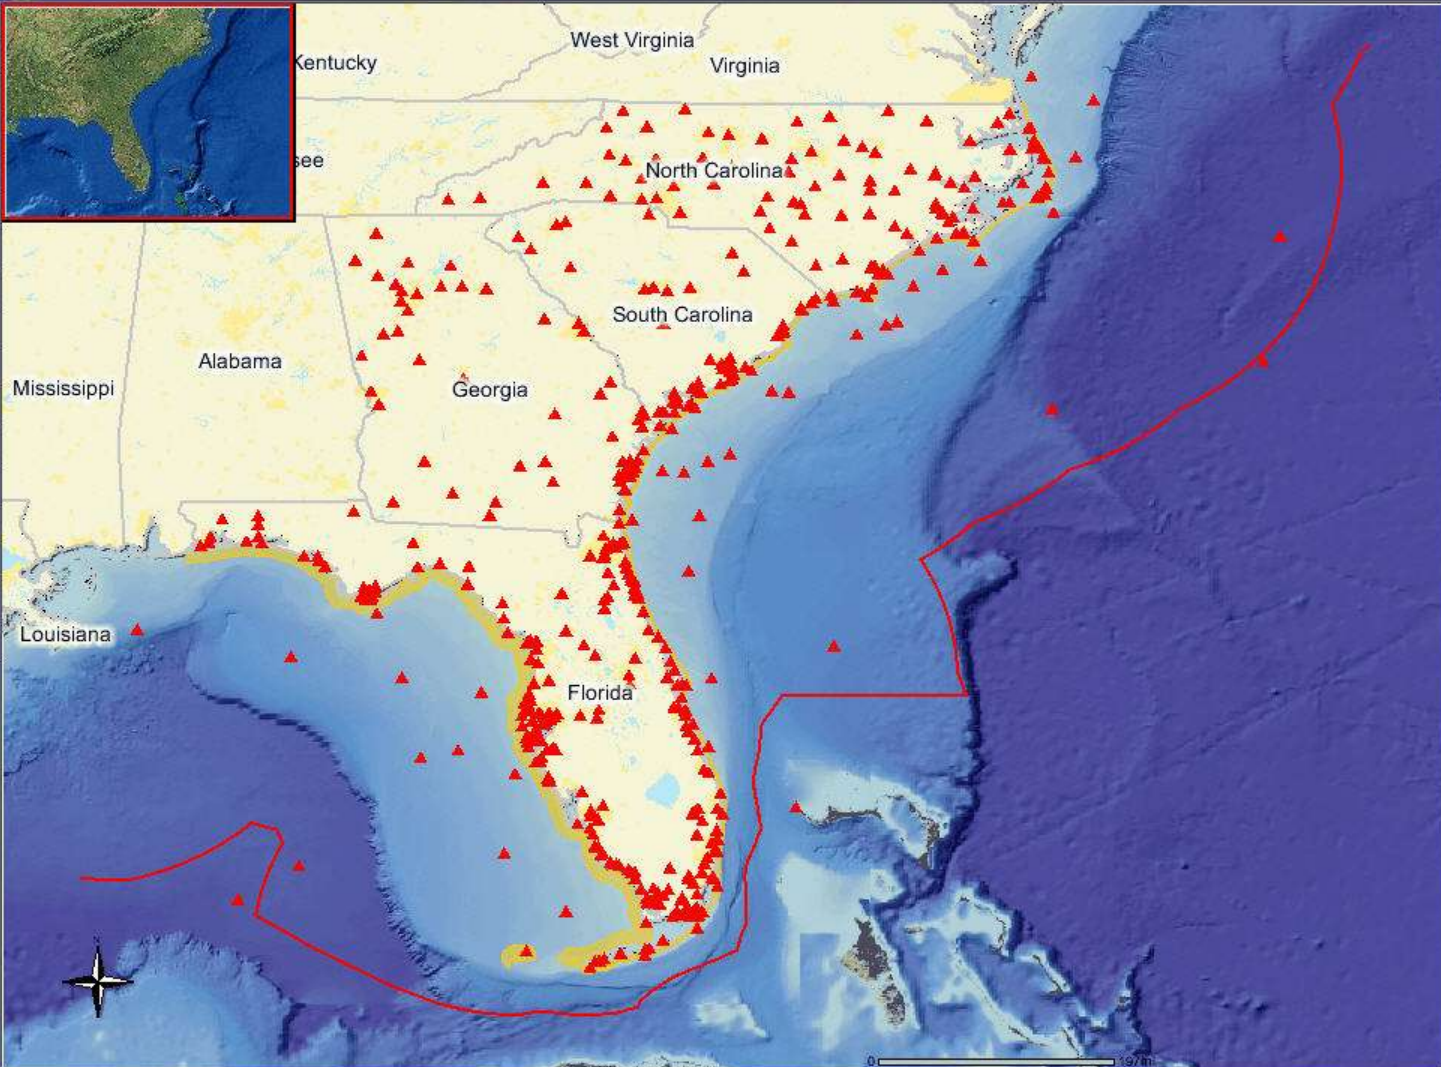 West Virginia
Kentucky
Virginia
see
North Carolina
South Carolina
Alabama
Mississippi
Georgia
Louisiana
Florida
0